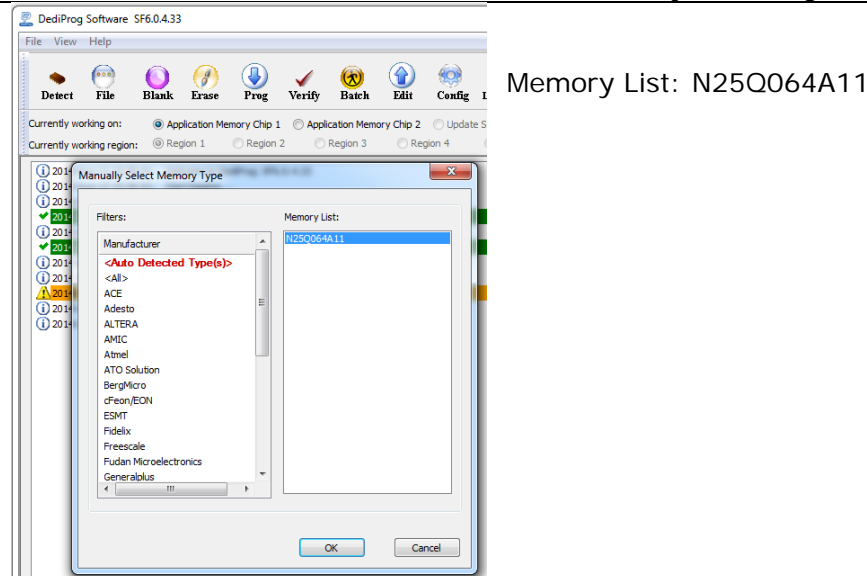 DediProg Software SF6.0.4.33
File View Help
Detect File Blank Erase Prog Verify Batch Edit Config
Currently working on: Application Memory Chip 1 Application Memory Chip 2 Update S
Currently working region: Region 1 Region 2 Region 3 Region 4
Memory List: N25Q064A11
Manually Select Memory Type
Filters: Memory List:
Manufacturer N25Q064A11
<Auto Detected Type(s)>
<All>
ACE
Adesto
ALTERA
AMIC
Atmel
ATO Solution
BergMicro
cFeon/EON
ESMT
Fidelix
Freescale
Fudan Microelectronics
Generalplus
OK Cancel